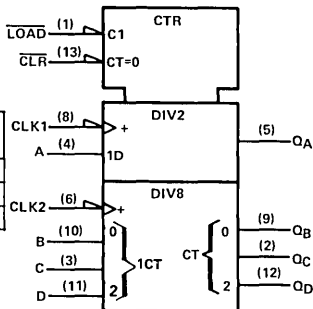 CTR
LOAD (1) C1
CLR (13) CT=0
DIV2
CLK1 (8) +
(5) QA
A (4) 1D
DIV8
CLK2 (6) +
B (10) 0 0 (9) QB
C (3) 1CT CT (2) QC
D (11) 2 2 (12) QD